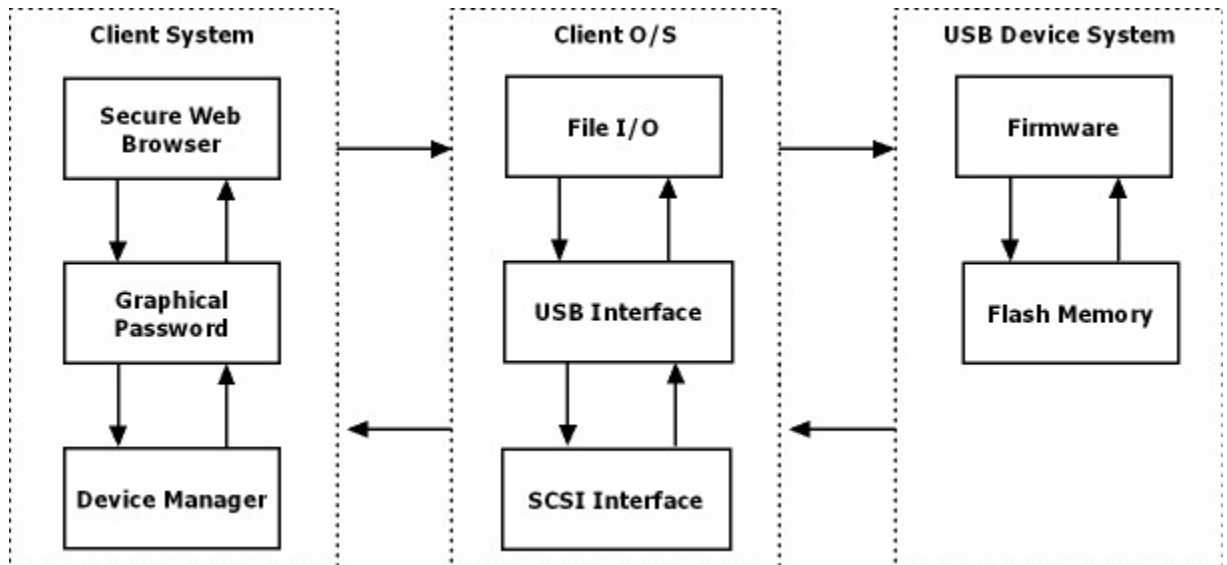 Client System
Secure Web
Browser
Graphical
Password
Device Manager
Client O/S
File I/O
USB Interface
SCSI Interface
USB Device System
Firmware
Flash Memory